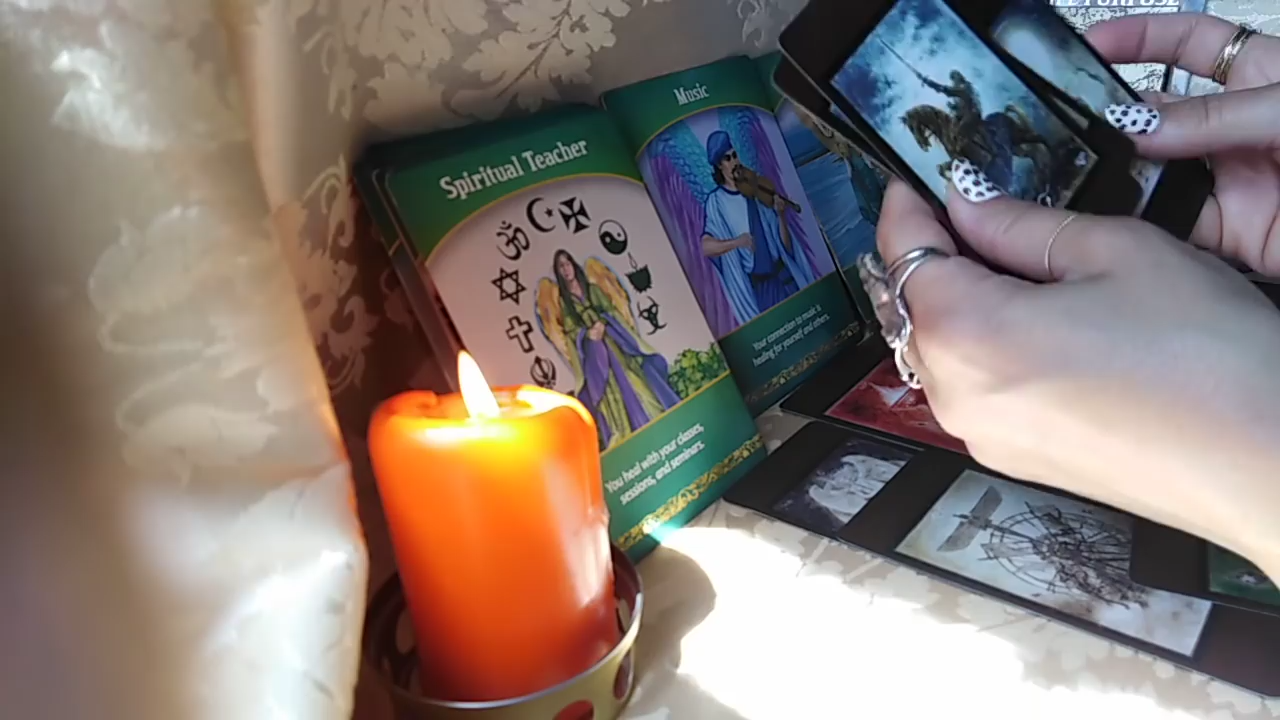 Spiritual Teacher
You heal with your classes,
sessions, and seminars.
Music
Your connection to music is
healing for yourself and others.
PURPOSE